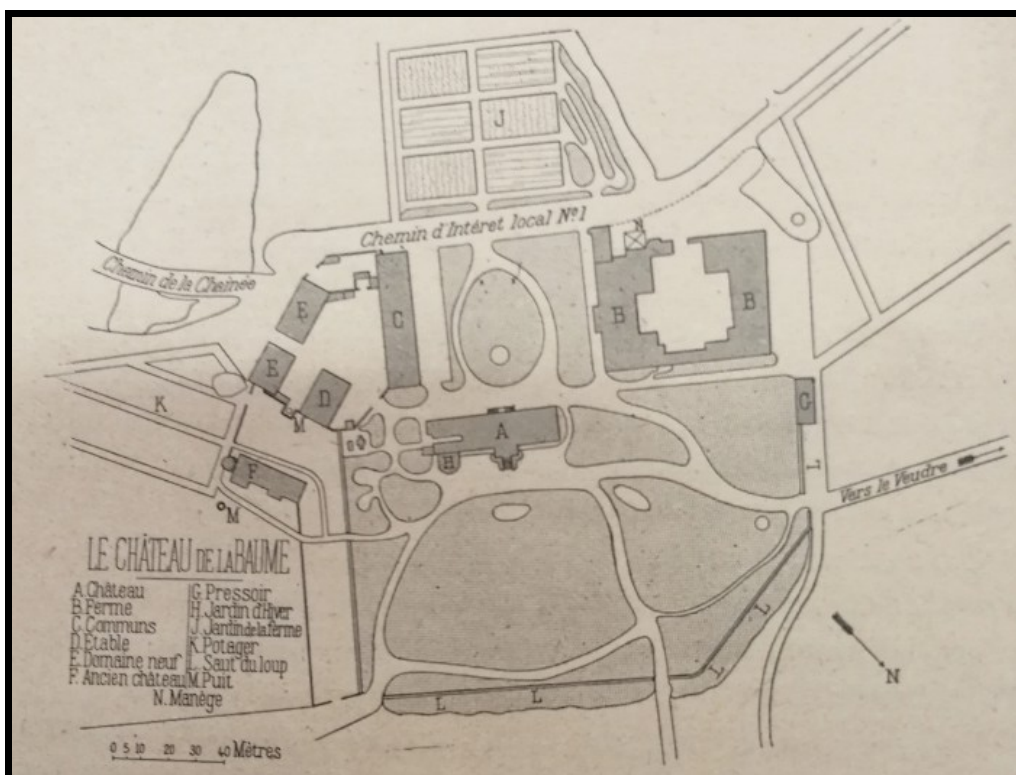 J
Chemin d'Intéret local Nº1
N
Chemin de la Chaînée
E
C
B
B
E
D
K
M
A
G
H
F
L
M
Vers le Veudre
LE CHÂTEAU DE LA BAUME
A. Château
B. Ferme
C. Communs
D. Étable
E. Domaine neuf
F. Ancien château
G. Pressoir
H. Jardin d'Hiver
J. Jardin de la ferme
K. Potager
L. Saut du loup
M. Puit
N. Manège
L
L
L
L
N
0 5 10 20 30 40 Mètres